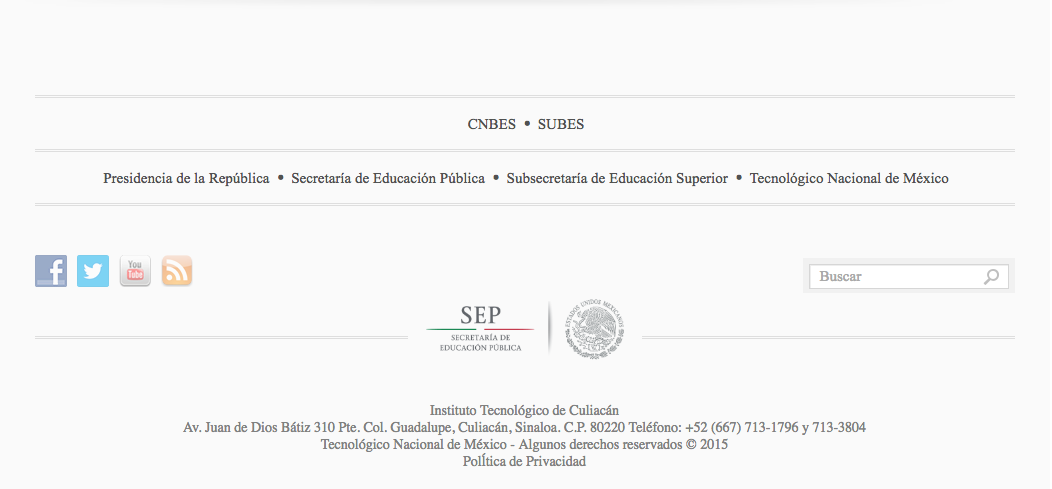 CNBES • SUBES
Presidencia de la República • Secretaría de Educación Pública • Subsecretaría de Educación Superior • Tecnológico Nacional de México
f
You
Tube
Buscar
SEP
SECRETARÍA DE
EDUCACIÓN PÚBLICA
ESTADOS UNIDOS MEXICANOS
Instituto Tecnológico de Culiacán
Av. Juan de Dios Bátiz 310 Pte. Col. Guadalupe, Culiacán, Sinaloa. C.P. 80220 Teléfono: +52 (667) 713-1796 y 713-3804
Tecnológico Nacional de México - Algunos derechos reservados © 2015
PolÍtica de Privacidad